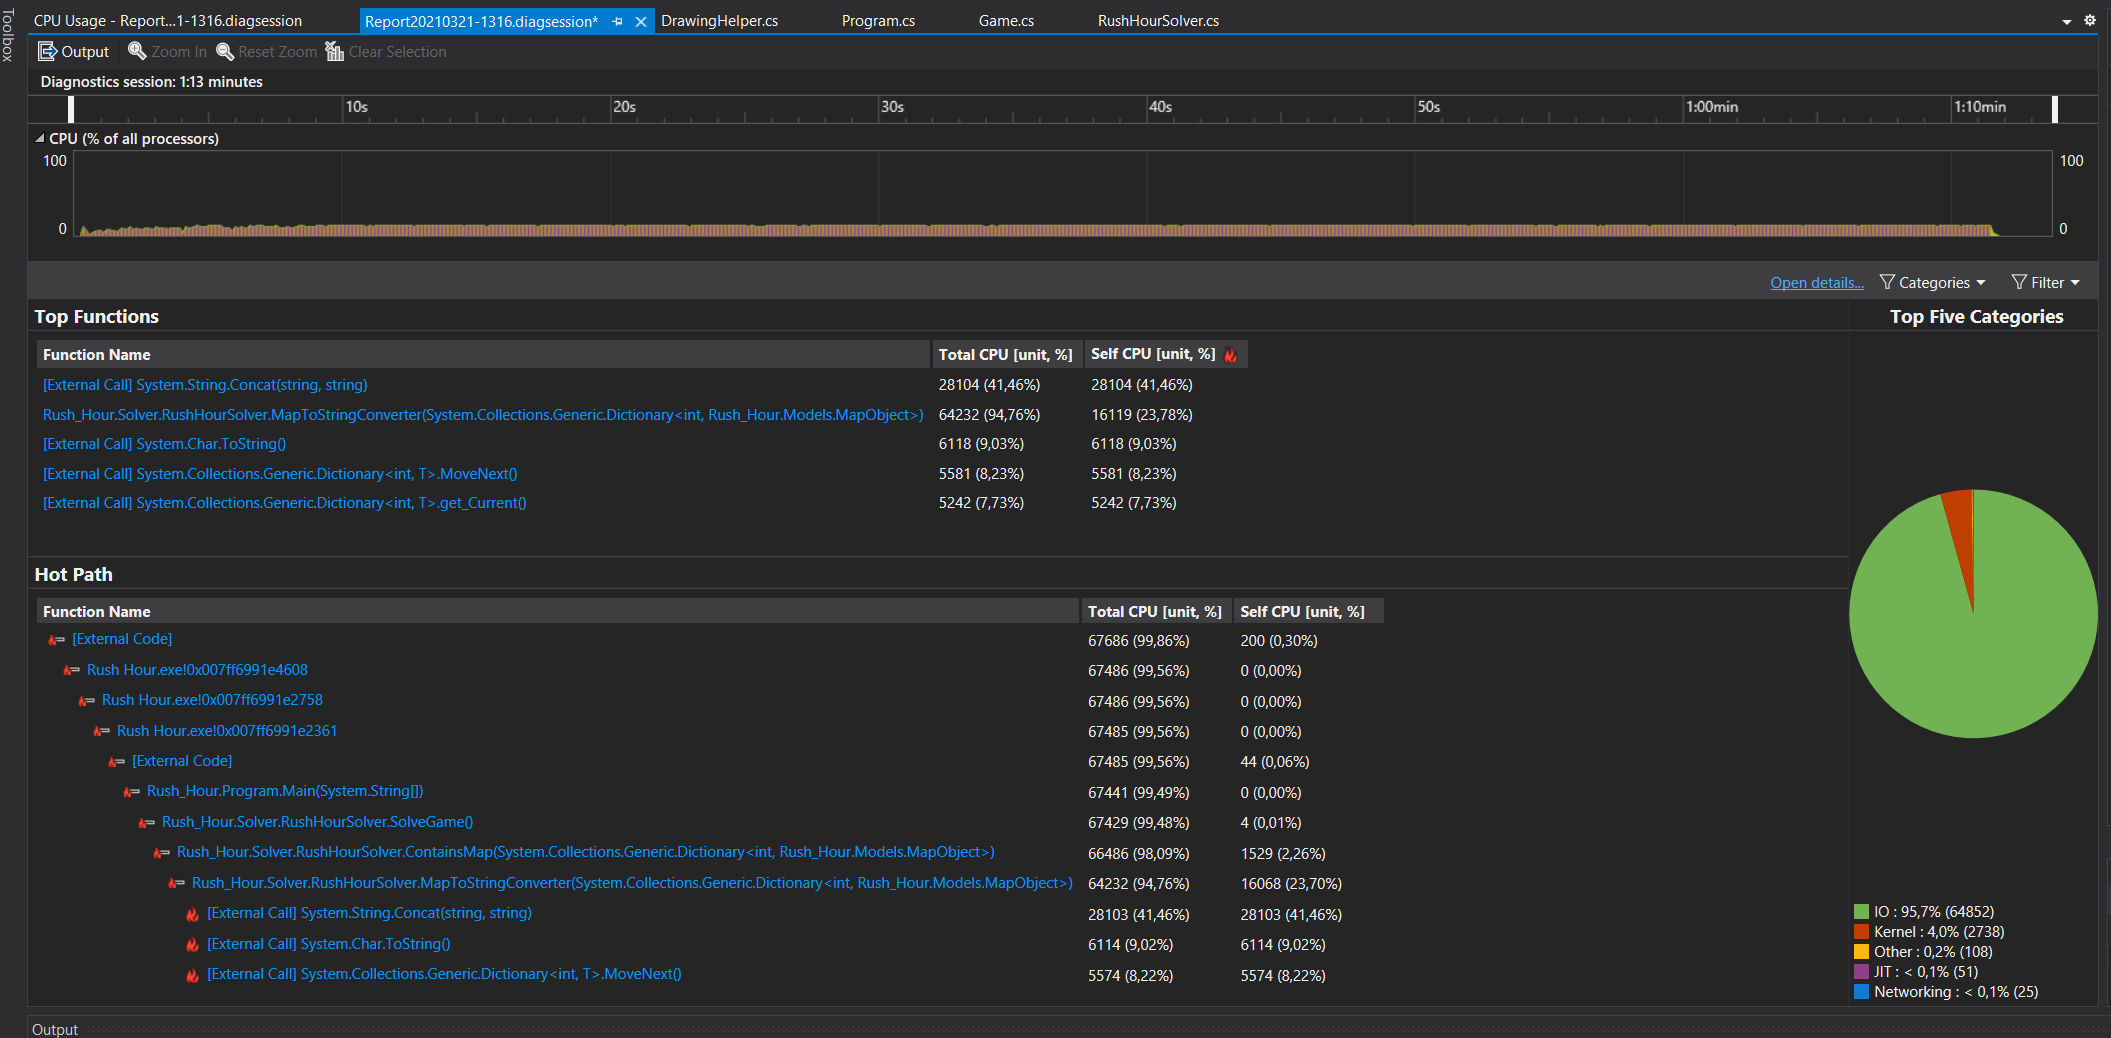 Toolbox
CPU Usage - Report...1-1316.diagsession Report20210321-1316.diagsession* DrawingHelper.cs Program.cs Game.cs RushHourSolver.cs
Output Zoom In Reset Zoom Clear Selection
Diagnostics session: 1:13 minutes
10s 20s 30s 40s 50s 1:00min 1:10min
CPU (% of all processors)
100 100
0 0
Open details... Categories Filter
Top Functions
Function Name Total CPU [unit, %] Self CPU [unit, %]
[External Call] System.String.Concat(string, string) 28104 (41,46%) 28104 (41,46%)
Rush_Hour.Solver.RushHourSolver.MapToStringConverter(System.Collections.Generic.Dictionary<int, Rush_Hour.Models.MapObject>) 64232 (94,76%) 16119 (23,78%)
[External Call] System.Char.ToString() 6118 (9,03%) 6118 (9,03%)
[External Call] System.Collections.Generic.Dictionary<int, T>.MoveNext() 5581 (8,23%) 5581 (8,23%)
[External Call] System.Collections.Generic.Dictionary<int, T>.get_Current() 5242 (7,73%) 5242 (7,73%)
Hot Path
Function Name Total CPU [unit, %] Self CPU [unit, %]
[External Code] 67686 (99,86%) 200 (0,30%)
Rush Hour.exe!0x007ff6991e4608 67486 (99,56%) 0 (0,00%)
Rush Hour.exe!0x007ff6991e2758 67486 (99,56%) 0 (0,00%)
Rush Hour.exe!0x007ff6991e2361 67485 (99,56%) 0 (0,00%)
[External Code] 67485 (99,56%) 44 (0,06%)
Rush_Hour.Program.Main(System.String[]) 67441 (99,49%) 0 (0,00%)
Rush_Hour.Solver.RushHourSolver.SolveGame() 67429 (99,48%) 4 (0,01%)
Rush_Hour.Solver.RushHourSolver.ContainsMap(System.Collections.Generic.Dictionary<int, Rush_Hour.Models.MapObject>) 66486 (98,09%) 1529 (2,26%)
Rush_Hour.Solver.RushHourSolver.MapToStringConverter(System.Collections.Generic.Dictionary<int, Rush_Hour.Models.MapObject>) 64232 (94,76%) 16068 (23,70%)
[External Call] System.String.Concat(string, string) 28103 (41,46%) 28103 (41,46%)
[External Call] System.Char.ToString() 6114 (9,02%) 6114 (9,02%)
[External Call] System.Collections.Generic.Dictionary<int, T>.MoveNext() 5574 (8,22%) 5574 (8,22%)
Top Five Categories
IO : 95,7% (64852)
Kernel : 4,0% (2738)
Other : 0,2% (108)
JIT : < 0,1% (51)
Networking : < 0,1% (25)
Output